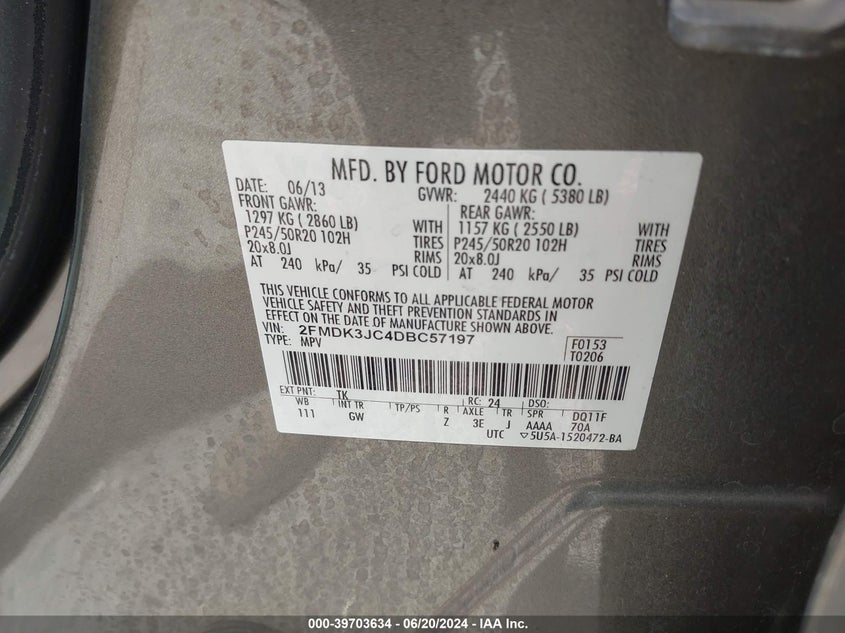 MFD. BY FORD MOTOR CO.
DATE: 06/13 GVWR: 2440 KG ( 5380 LB)
FRONT GAWR: REAR GAWR:
1297 KG ( 2860 LB) WITH 1157 KG ( 2550 LB) WITH
P245/50R20 102H TIRES P245/50R20 102H TIRES
20x8.0J RIMS 20x8.0J RIMS
AT 240 kPa/ 35 PSI COLD AT 240 kPa/ 35 PSI COLD
THIS VEHICLE CONFORMS TO ALL APPLICABLE FEDERAL MOTOR
VEHICLE SAFETY AND THEFT PREVENTION STANDARDS IN
EFFECT ON THE DATE OF MANUFACTURE SHOWN ABOVE.
VIN: 2FMDK3JC4DBC57197 F0153
TYPE: MPV T0206
EXT PNT: TK RC: 24 DSO:
WB INT TR TP/PS R AXLE TR SPR DQ11F
111 GW Z 3E J AAAA 70A
UTC ▽5U5A-1520472-BA
000-39703634 - 06/20/2024 - IAA Inc.